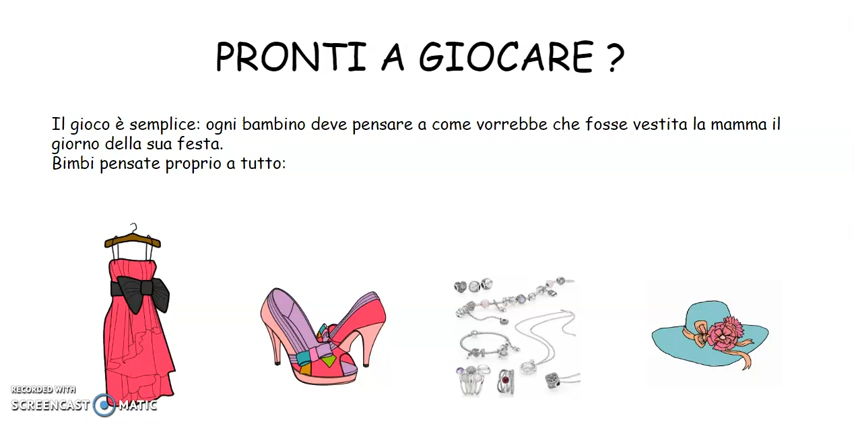 PRONTI A GIOCARE ?
Il gioco è semplice: ogni bambino deve pensare a come vorrebbe che fosse vestita la mamma il
giorno della sua festa.
Bimbi pensate proprio a tutto:
RECORDED WITH
SCREENCAST MATIC